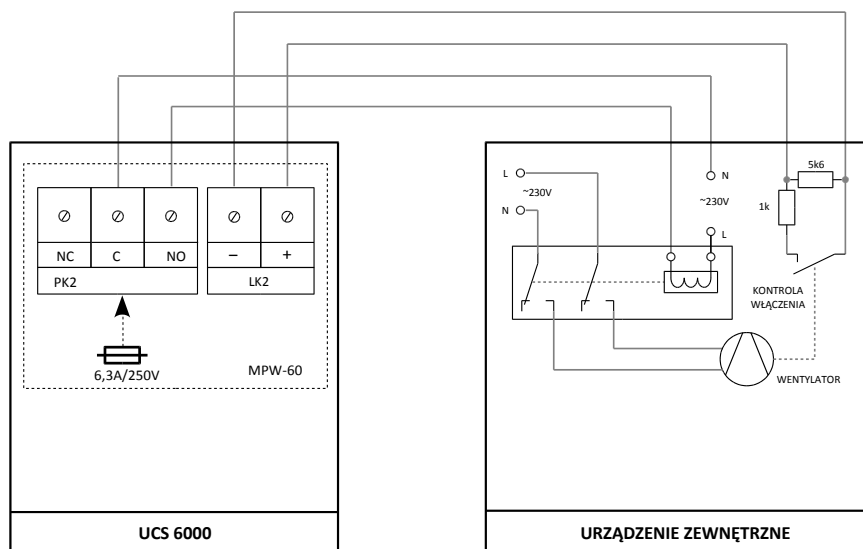 5k6
L
N
~230V
1k
~230V
N
L
NC C NO
– +
PK2
LK2
KONTROLA
WŁĄCZENIA
6,3A/250V
MPW-60
WENTYLATOR
UCS 6000
URZĄDZENIE ZEWNĘTRZNE